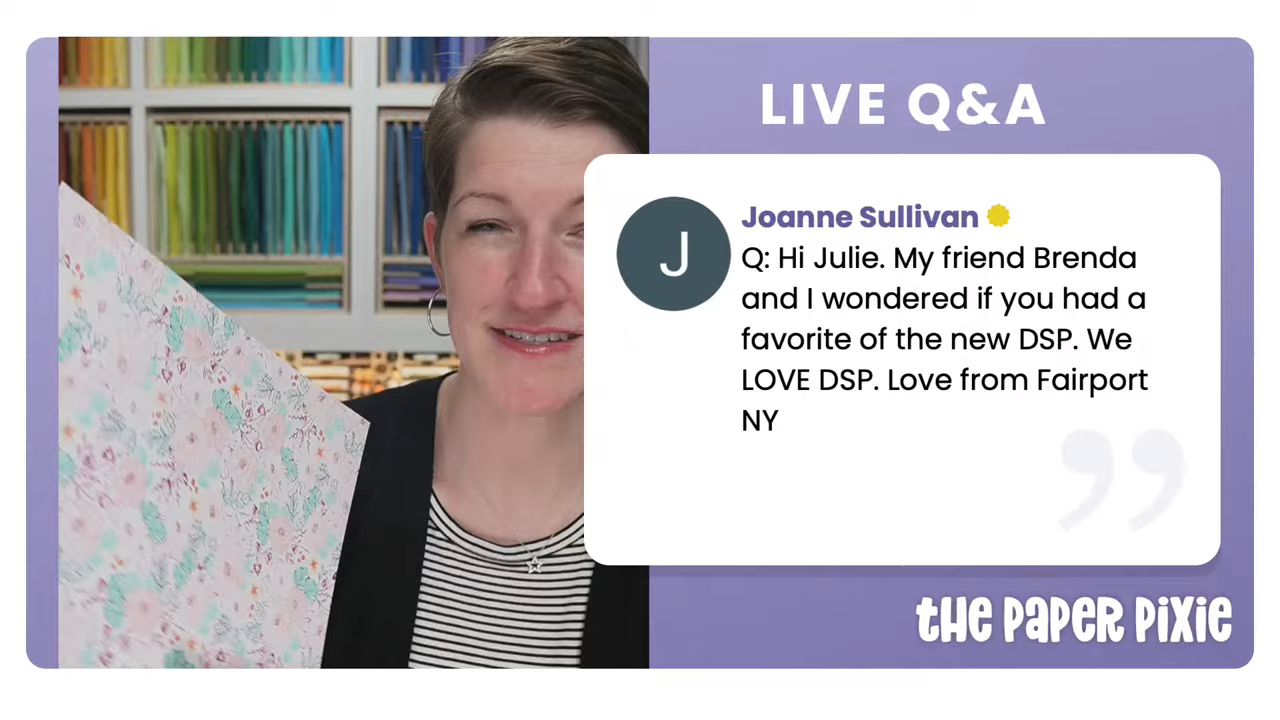 LIVE Q&A
J
Joanne Sullivan
Q: Hi Julie. My friend Brenda
and I wondered if you had a
favorite of the new DSP. We
LOVE DSP. Love from Fairport
NY
the PAPER PIXIE